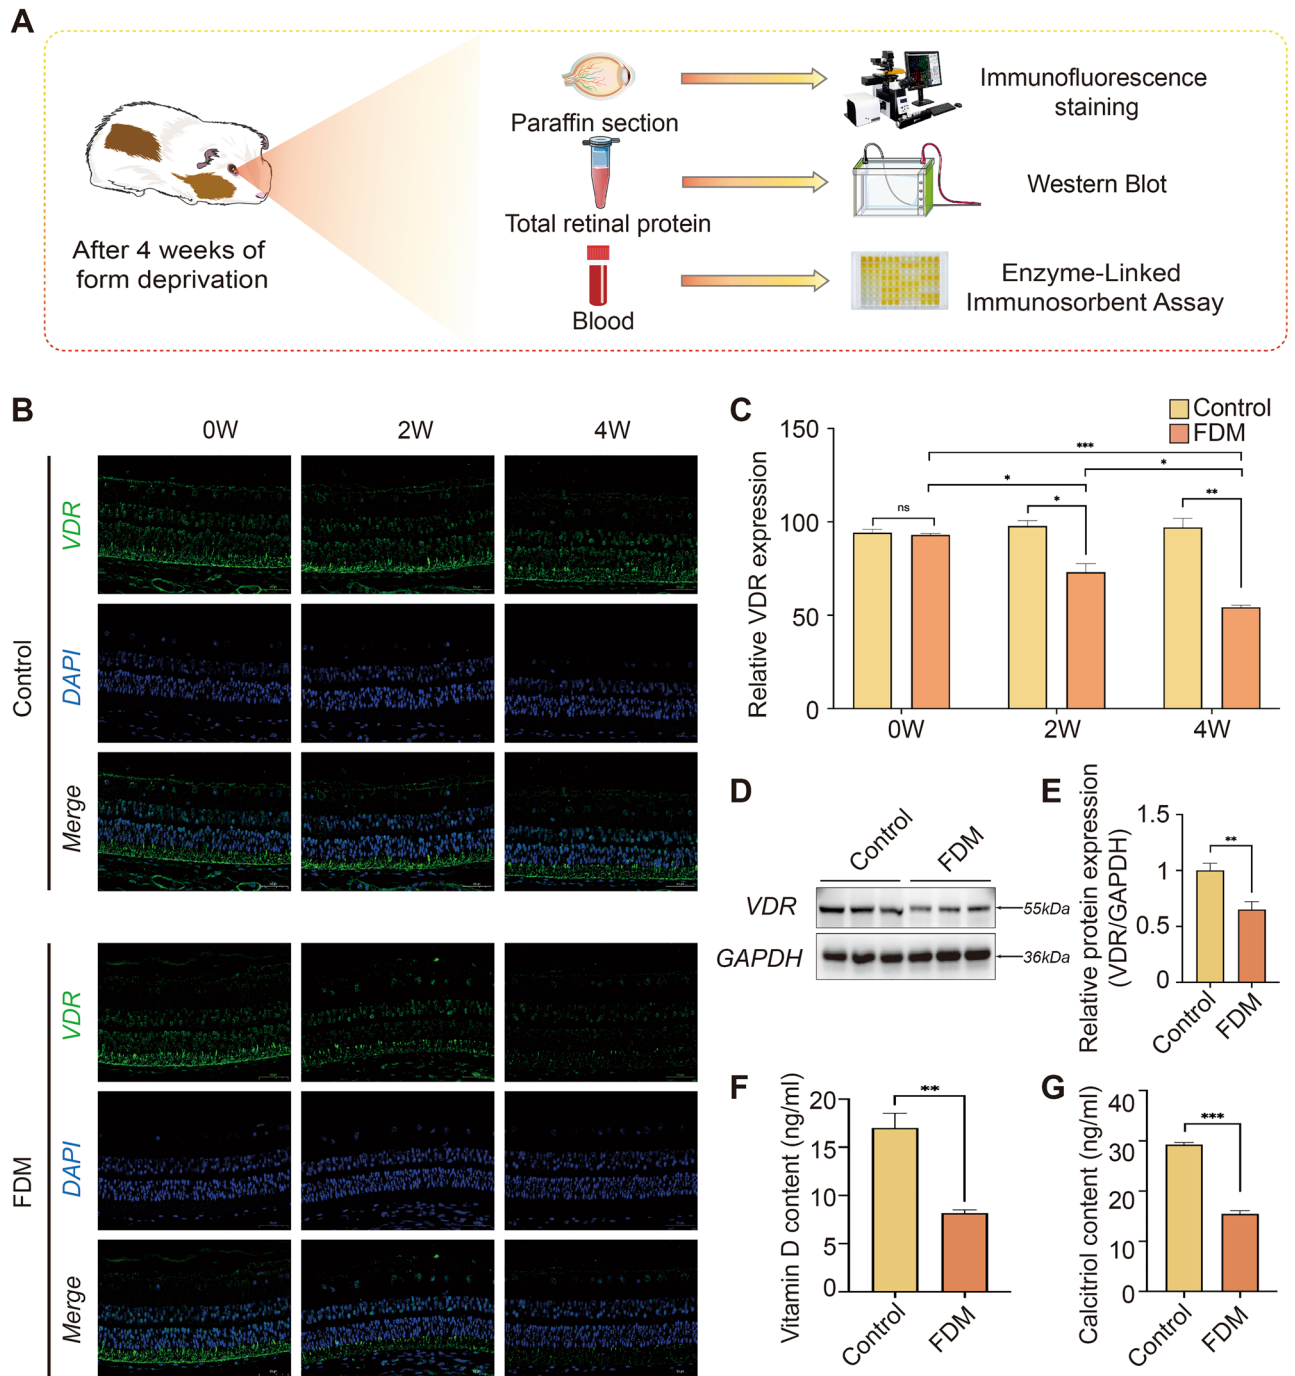 A
After 4 weeks of
form deprivation
Paraffin section
Total retinal protein
Blood
Immunofluorescence
staining
Western Blot
Enzyme-Linked
Immunosorbent Assay
B
0W 2W 4W
Control
VDR
DAPI
Merge
FDM
VDR
DAPI
Merge
C
Control
FDM
Relative VDR expression
150
100
50
0
ns
*
*
**
*
***
0W 2W 4W
D
Control FDM
VDR 55kDa
GAPDH 36kDa
E
Relative protein expression
(VDR/GAPDH)
1.5
1
0.5
0
**
Control FDM
F
Vitamin D content (ng/ml)
20
15
10
5
0
**
Control FDM
G
Calcitriol content (ng/ml)
40
30
20
10
0
***
Control FDM